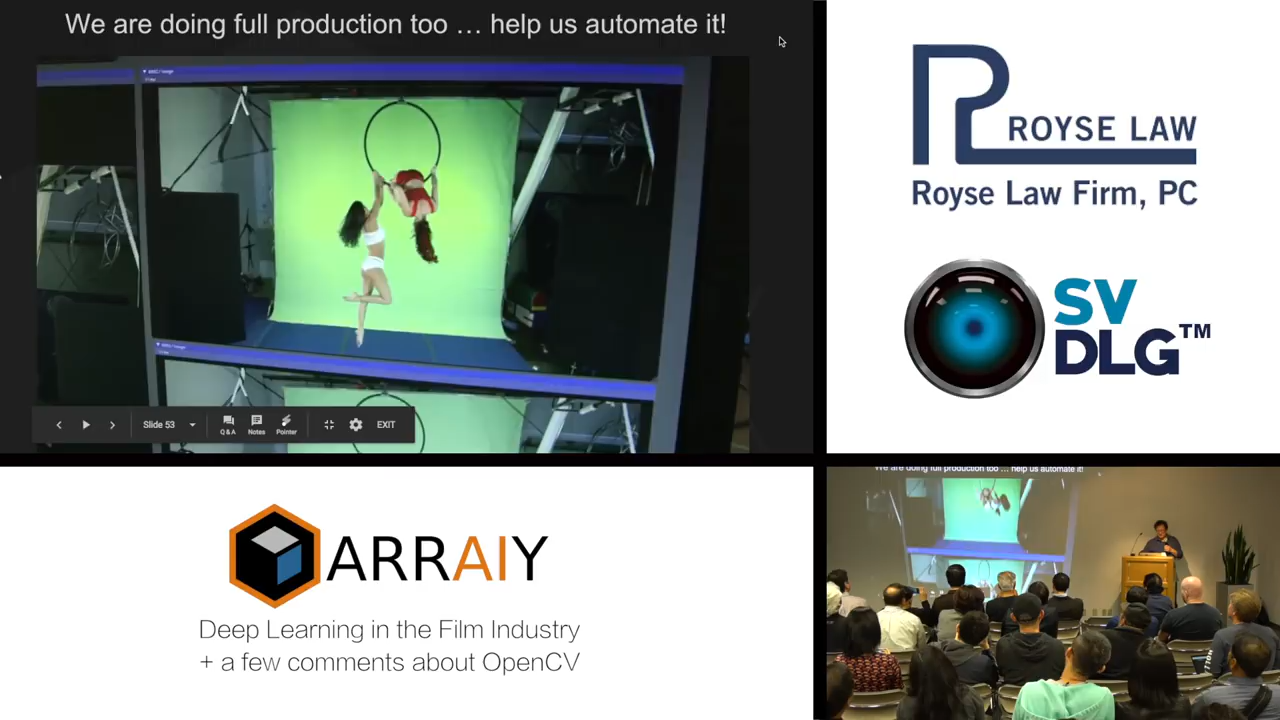 We are doing full production too … help us automate it!
Slide 53
Q & A
Notes
Pointer
EXIT
ROYSE LAW
Royse Law Firm, PC
SV
DLG™
ARRAIY
Deep Learning in the Film Industry
+ a few comments about OpenCV
We are doing full production too ... help us automate it!